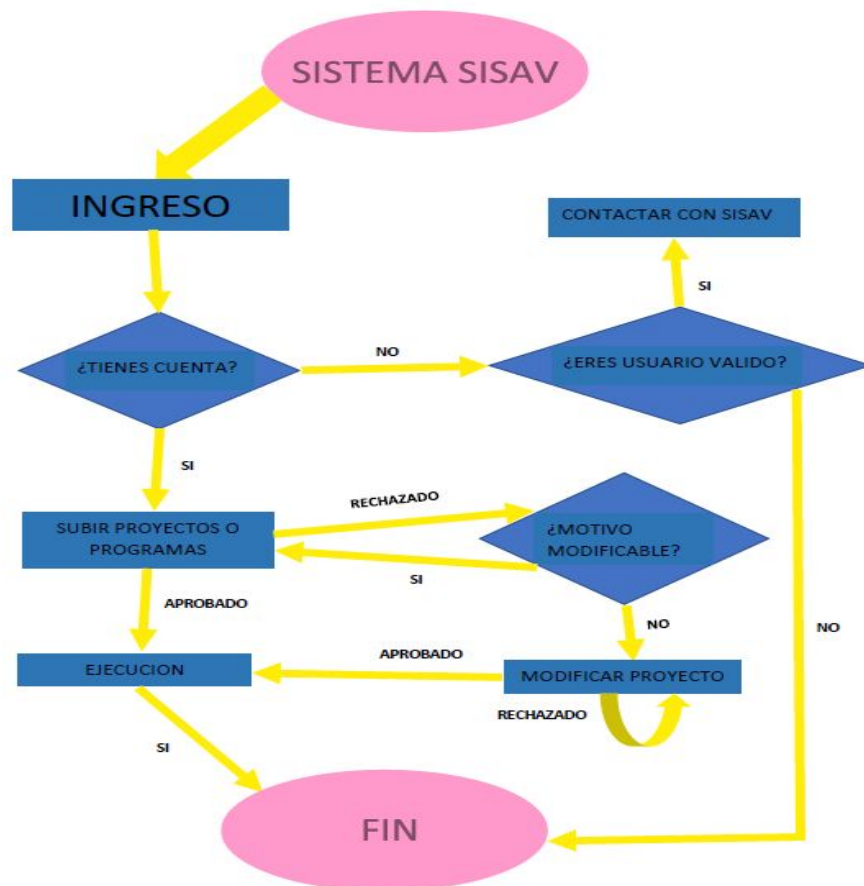 SISTEMA SISAV
INGRESO
CONTACTAR CON SISAV
SI
¿TIENES CUENTA?
NO
¿ERES USUARIO VALIDO?
SI
RECHAZADO
SUBIR PROYECTOS O
PROGRAMAS
¿MOTIVO
MODIFICABLE?
SI
APROBADO
NO
NO
APROBADO
EJECUCION
MODIFICAR PROYECTO
RECHAZADO
SI
FIN